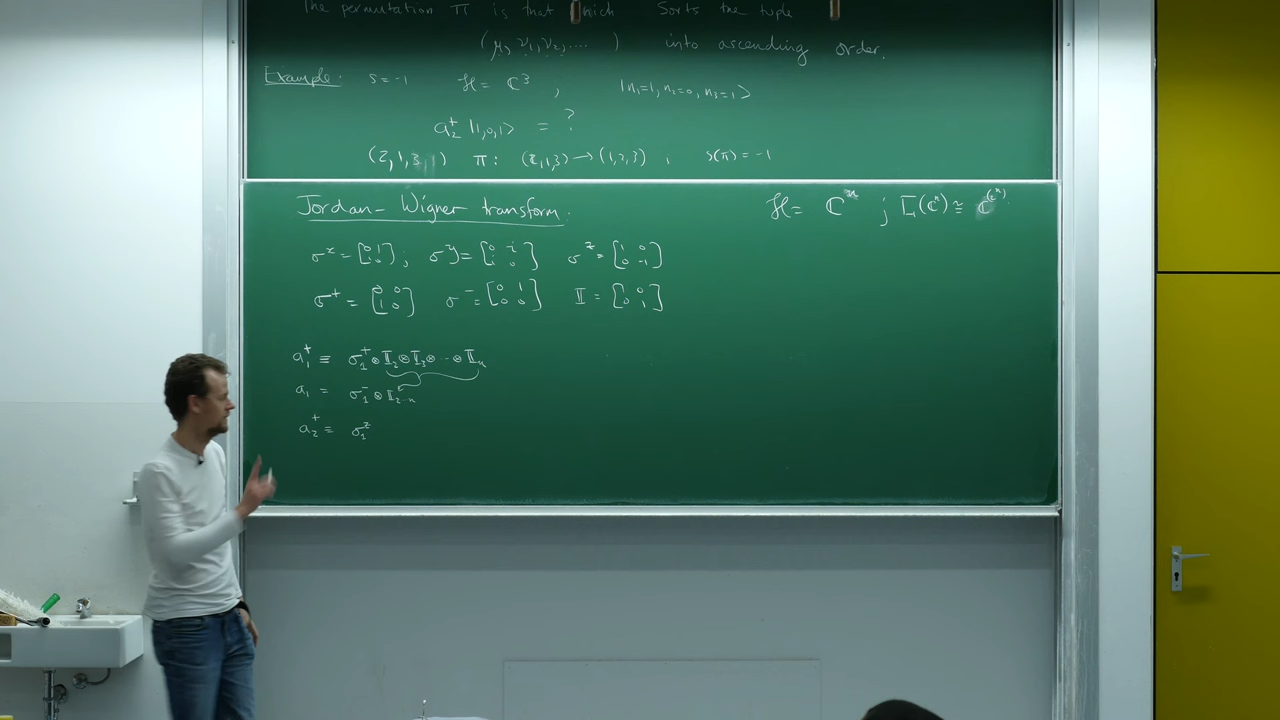 The permutation π is that which sorts the tuple
(μ, ν₁, ν₂, .... ) into ascending order.
Example: s = -1 ℋ = ℂ³ , |n₁=1, n₂=0, n₃=1>
a₂† |1,0,1> = ?
(2,1,3) π: (2,1,3) → (1,2,3) , s(π) = -1
Jordan-Wigner transform. ℋ = ℂⁿ ;
σˣ = [0 1; 1 0], σʸ = [0 -i; i 0] σᶻ = [1 0; 0 -1]
σ⁺ = [0 0; 1 0] σ⁻ = [0 1; 0 0] 𝕀 = [1 0; 0 1]
a₁† ≡ σ₁⁺ ⊗ 𝕀₂ ⊗ 𝕀₃ ⊗ ... ⊗ 𝕀ₙ
a₁ = σ₁⁻ ⊗ 𝕀₂₋ₙ
a₂† = σ₁ᶻ